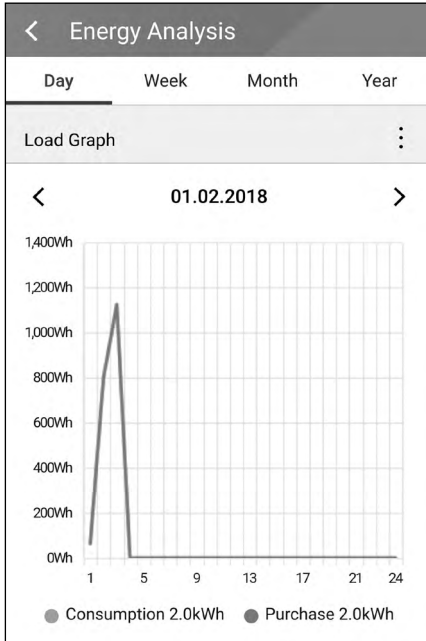 Energy Analysis
Day Week Month Year
Load Graph
01.02.2018
1,400Wh
1,200Wh
1,000Wh
800Wh
600Wh
400Wh
200Wh
0Wh
1 5 9 13 17 21 24
Consumption 2.0kWh Purchase 2.0kWh